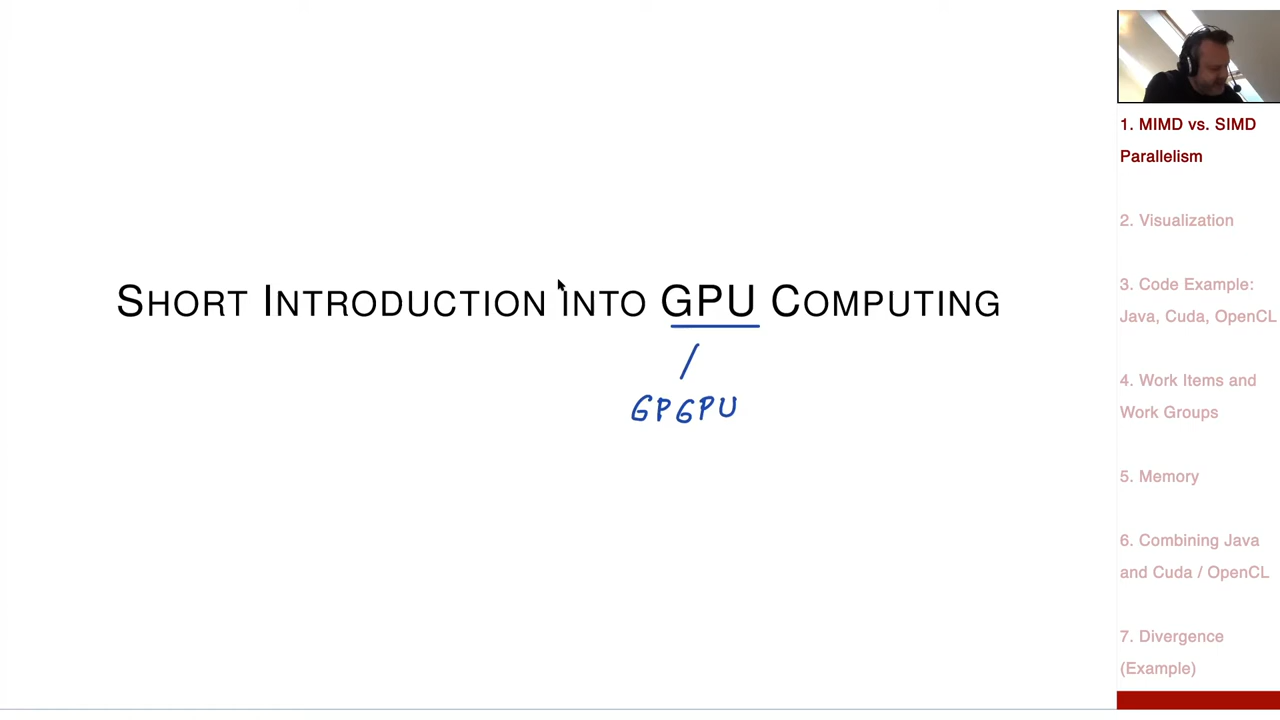 SHORT INTRODUCTION INTO GPU COMPUTING
GPGPU
1. MIMD vs. SIMD
Parallelism
2. Visualization
3. Code Example:
Java, Cuda, OpenCL
4. Work Items and
Work Groups
5. Memory
6. Combining Java
and Cuda / OpenCL
7. Divergence
(Example)